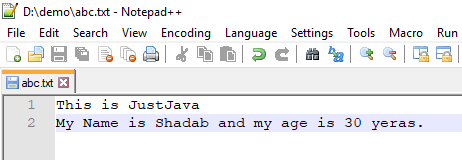 D:\demo\abc.txt - Notepad++
File Edit Search View Encoding Language Settings Tools Macro Run
abc.txt
1 This is JustJava
2 My Name is Shadab and my age is 30 yeras.